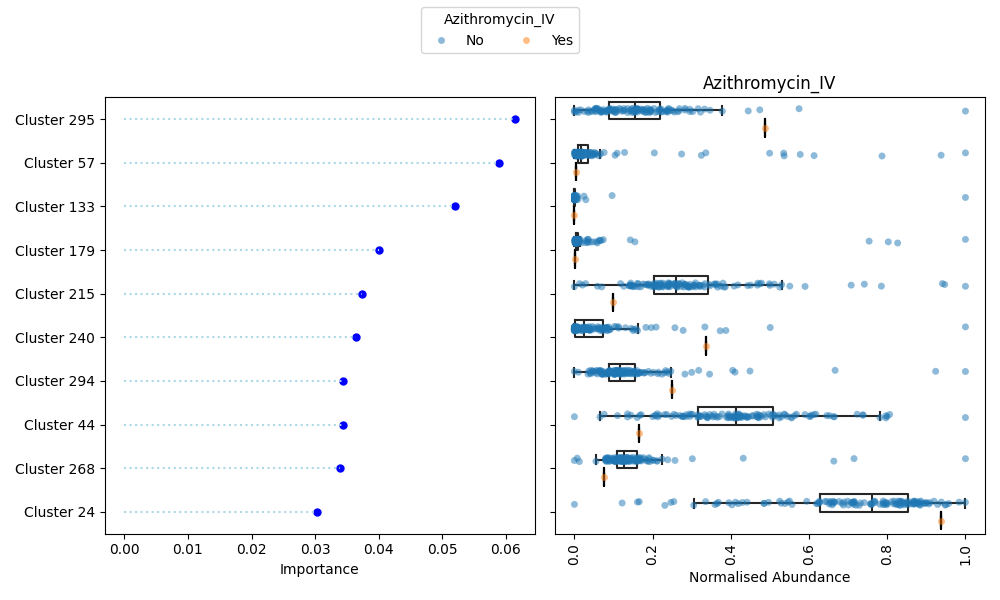 Azithromycin_IV
No Yes
Azithromycin_IV
Cluster 295
Cluster 57
Cluster 133
Cluster 179
Cluster 215
Cluster 240
Cluster 294
Cluster 44
Cluster 268
Cluster 24
0.00 0.01 0.02 0.03 0.04 0.05 0.06
Importance
0.0 0.2 0.4 0.6 0.8 1.0
Normalised Abundance